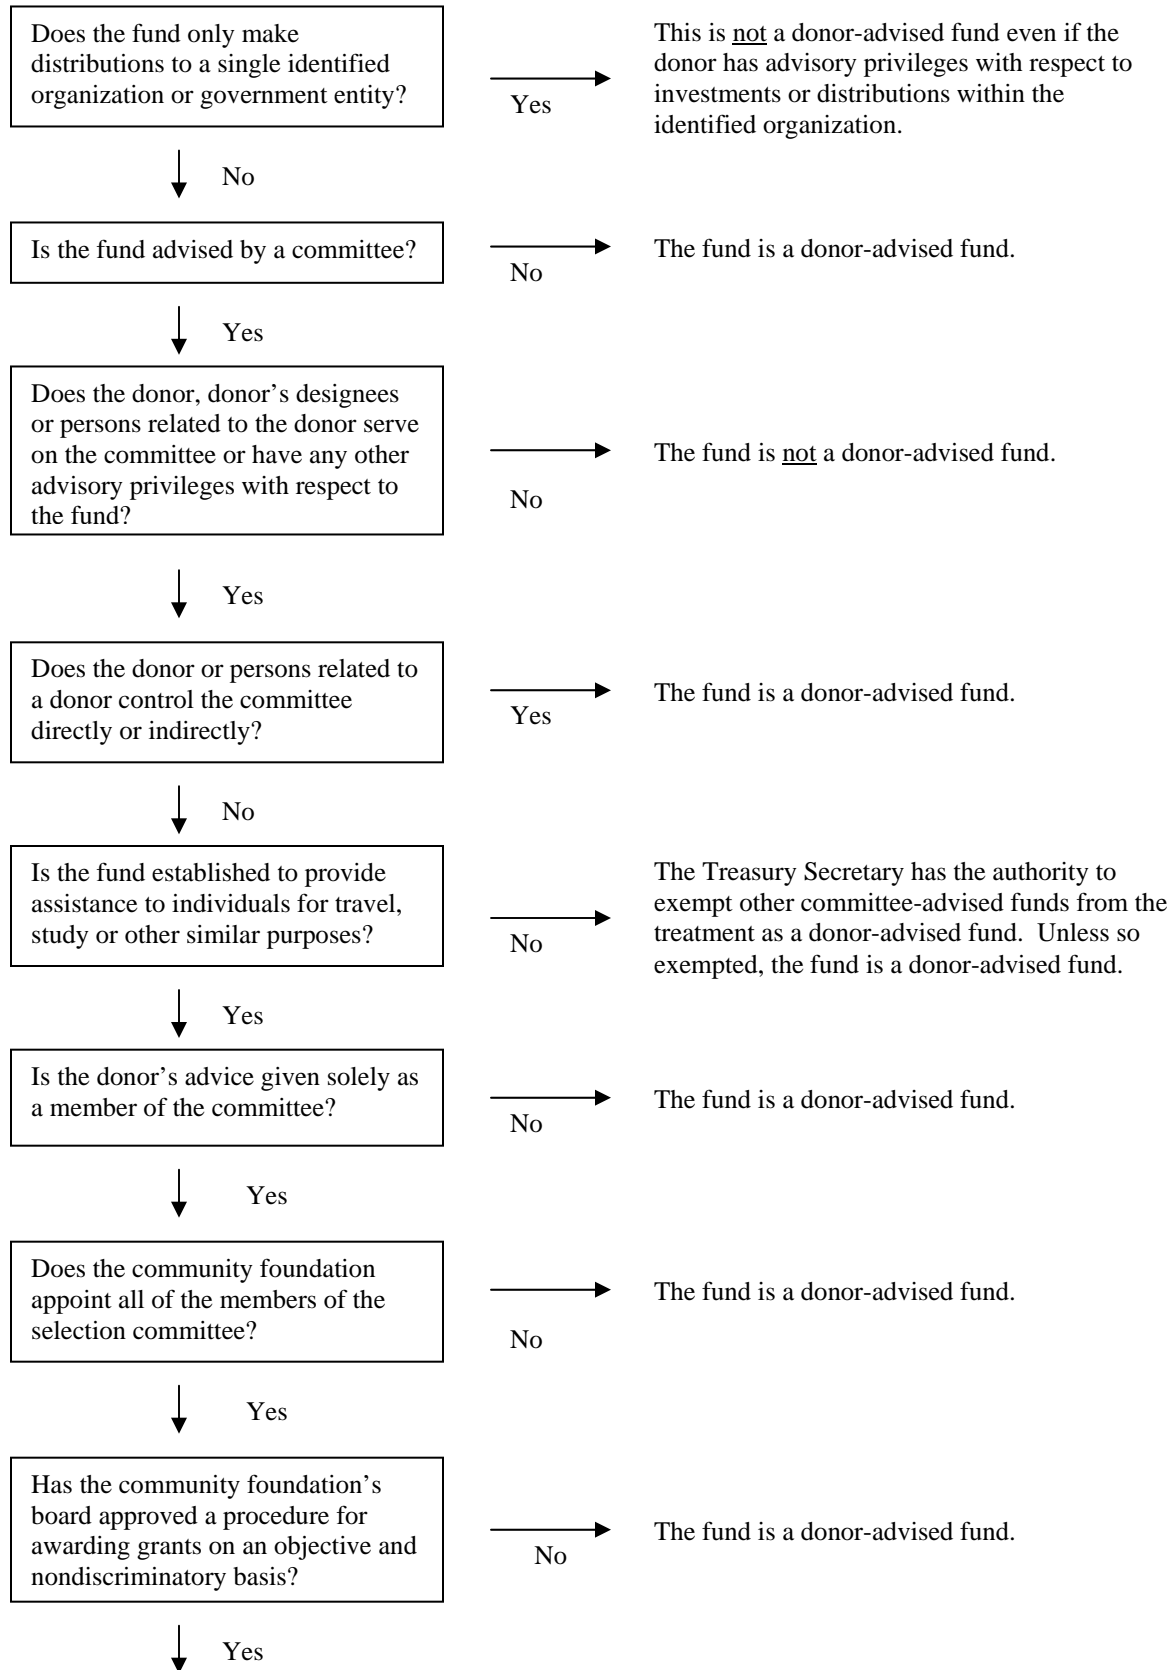 Does the fund only make
distributions to a single identified
organization or government entity?
Yes
This is not a donor-advised fund even if the
donor has advisory privileges with respect to
investments or distributions within the
identified organization.
No
Is the fund advised by a committee?
No
The fund is a donor-advised fund.
Yes
Does the donor, donor’s designees
or persons related to the donor serve
on the committee or have any other
advisory privileges with respect to
the fund?
No
The fund is not a donor-advised fund.
Yes
Does the donor or persons related to
a donor control the committee
directly or indirectly?
Yes
The fund is a donor-advised fund.
No
Is the fund established to provide
assistance to individuals for travel,
study or other similar purposes?
No
The Treasury Secretary has the authority to
exempt other committee-advised funds from the
treatment as a donor-advised fund.  Unless so
exempted, the fund is a donor-advised fund.
Yes
Is the donor’s advice given solely as
a member of the committee?
No
The fund is a donor-advised fund.
Yes
Does the community foundation
appoint all of the members of the
selection committee?
No
The fund is a donor-advised fund.
Yes
Has the community foundation’s
board approved a procedure for
awarding grants on an objective and
nondiscriminatory basis?
No
The fund is a donor-advised fund.
Yes